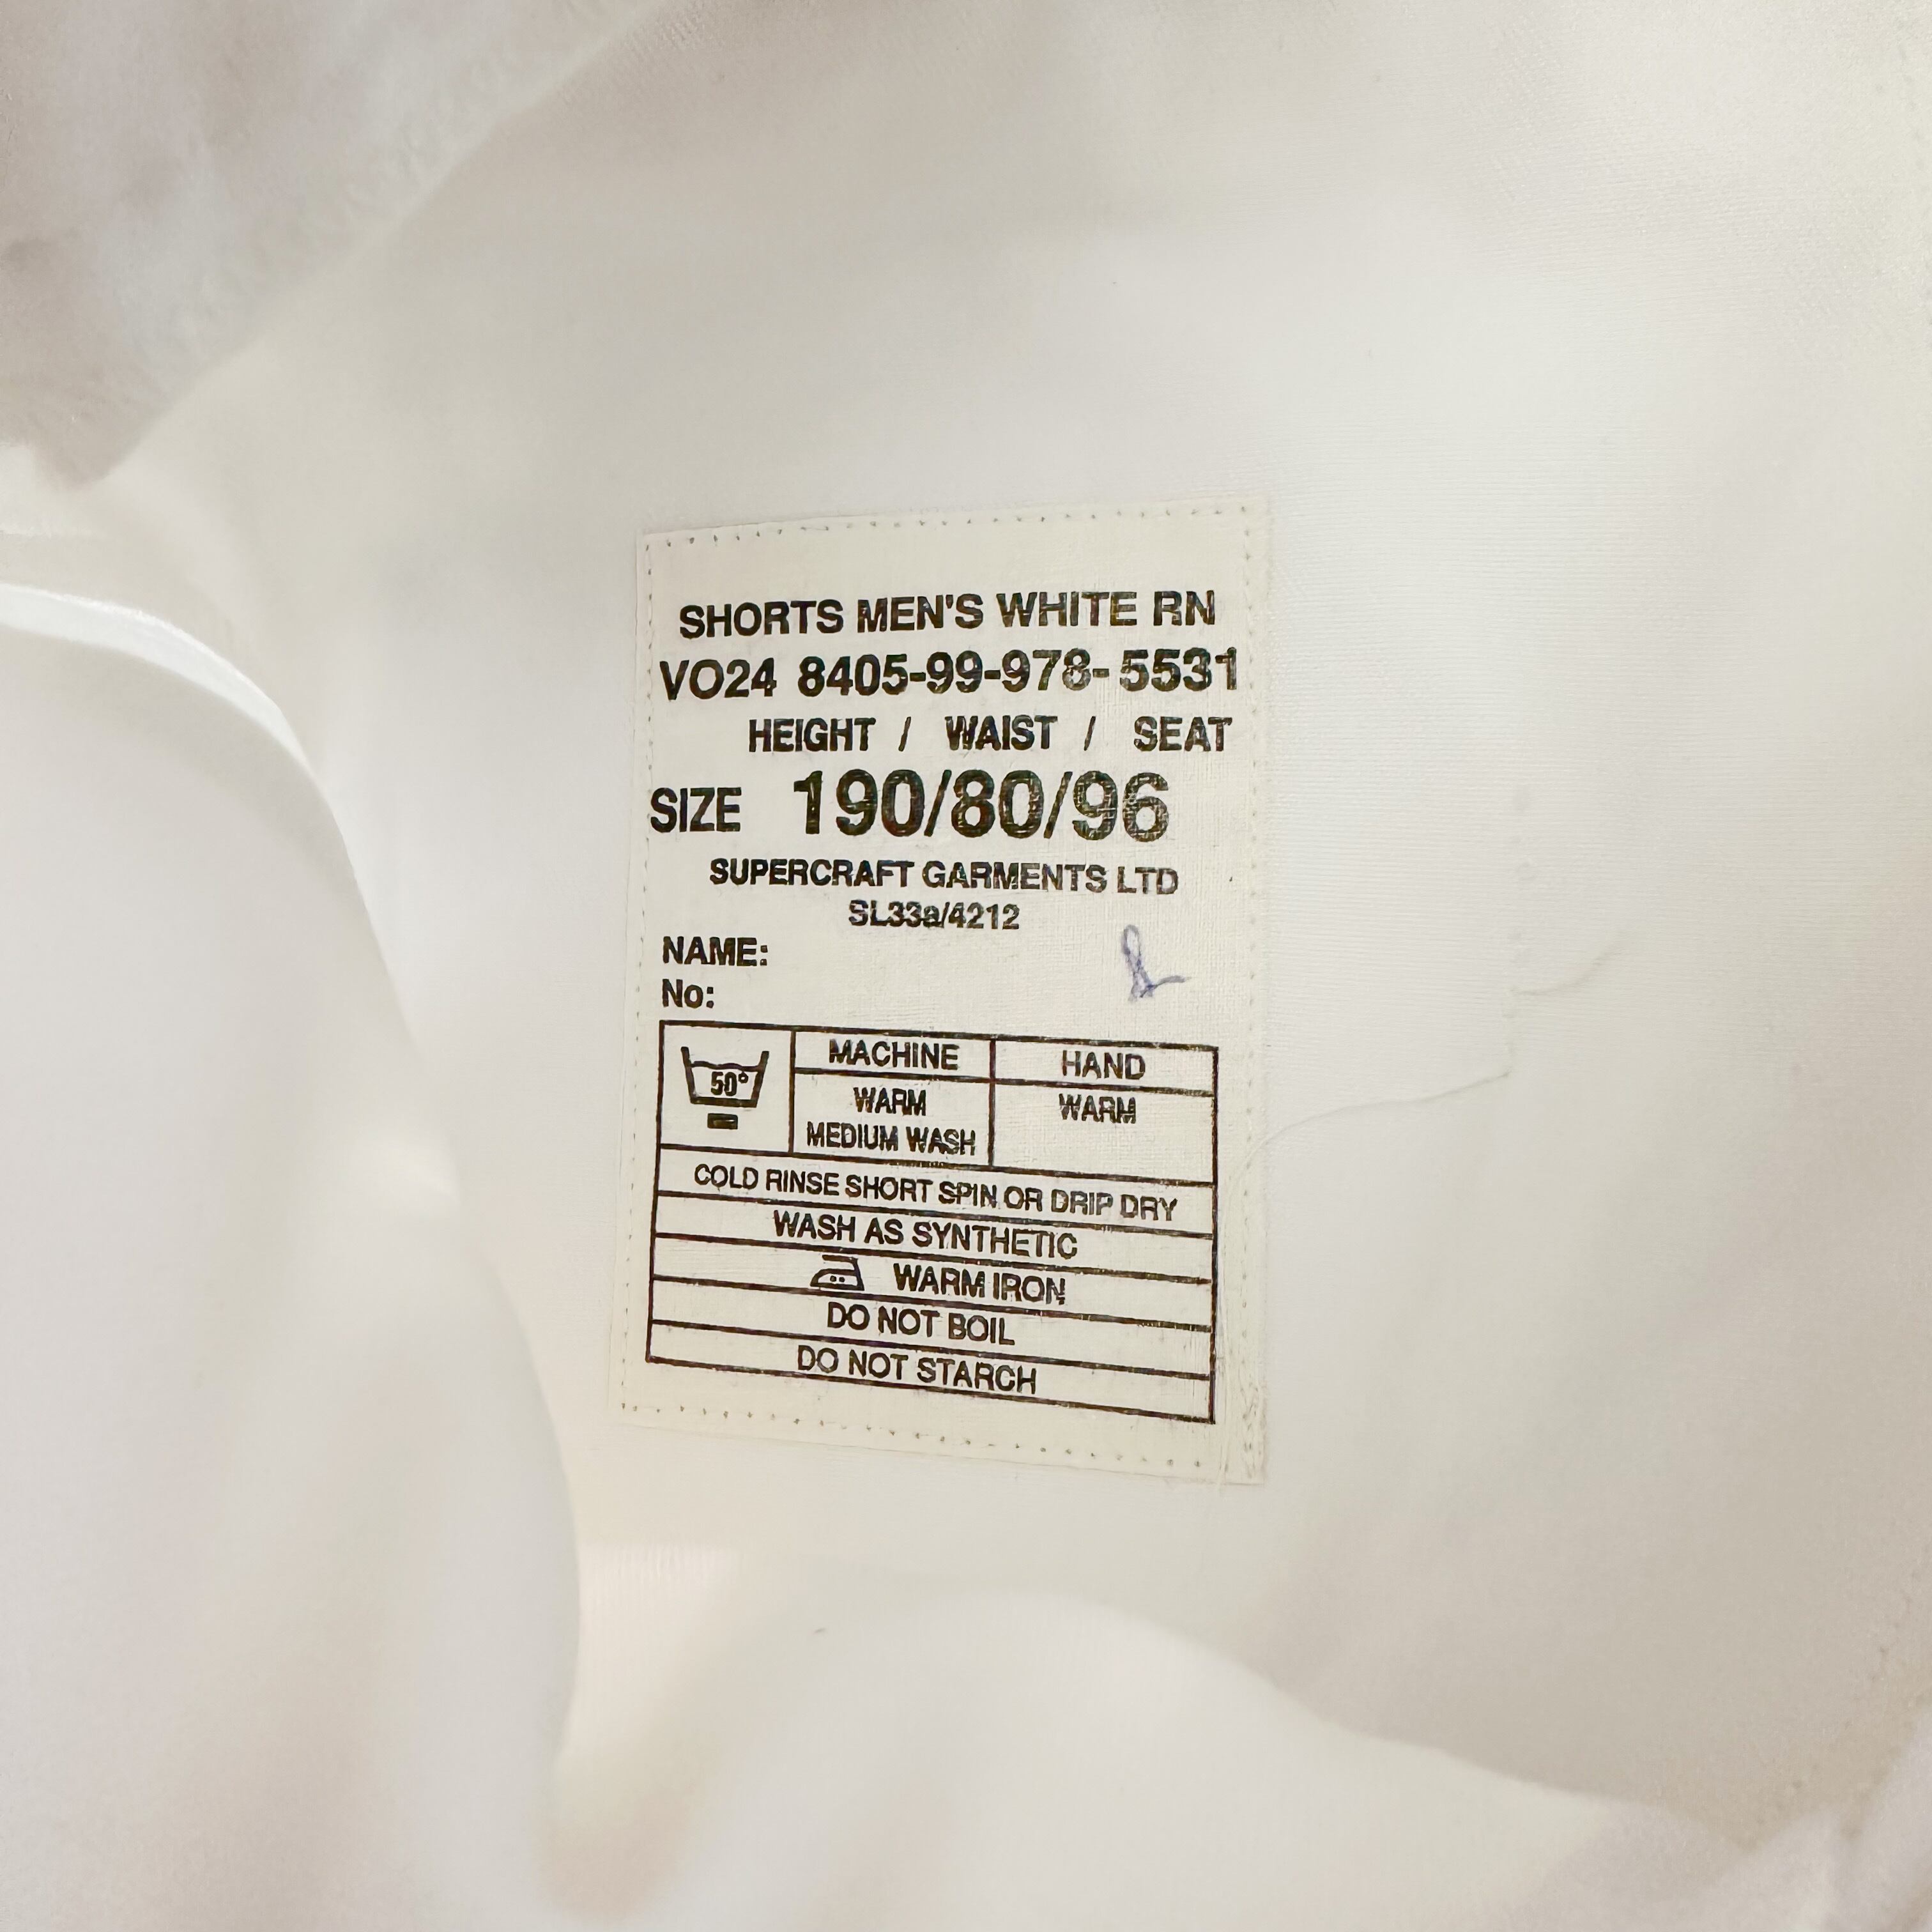 SHORTS MEN'S WHITE RN
VO24 8405-99-978-5531
HEIGHT / WAIST / SEAT
SIZE 190/80/96
SUPERCRAFT GARMENTS LTD
SL33a/4212
NAME:
No:
50°
MACHINE
WARM
MEDIUM WASH
HAND
WARM
COLD RINSE SHORT SPIN OR DRIP DRY
WASH AS SYNTHETIC
WARM IRON
DO NOT BOIL
DO NOT STARCH